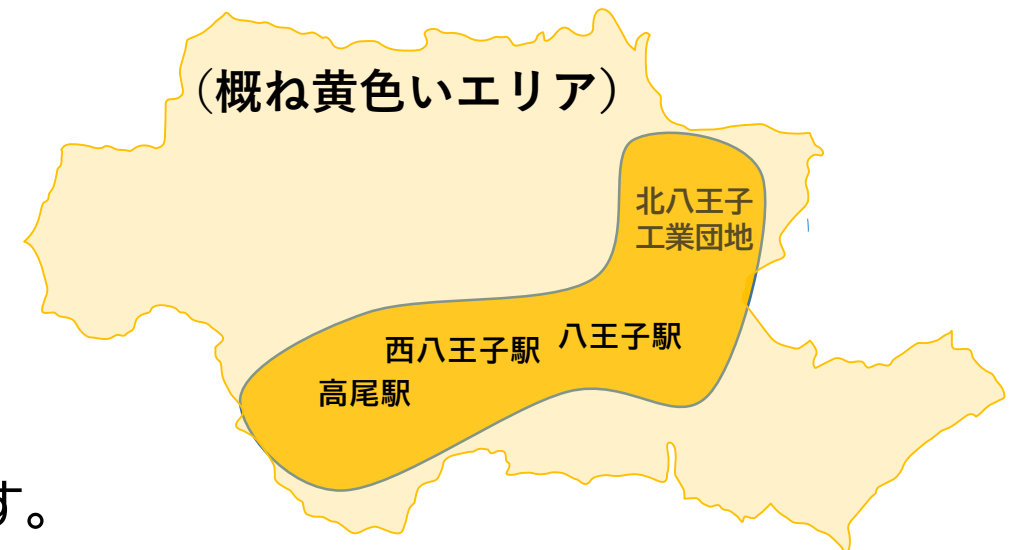 （概ね黄色いエリア）
北八王子
工業団地
西八王子駅
八王子駅
高尾駅
す。